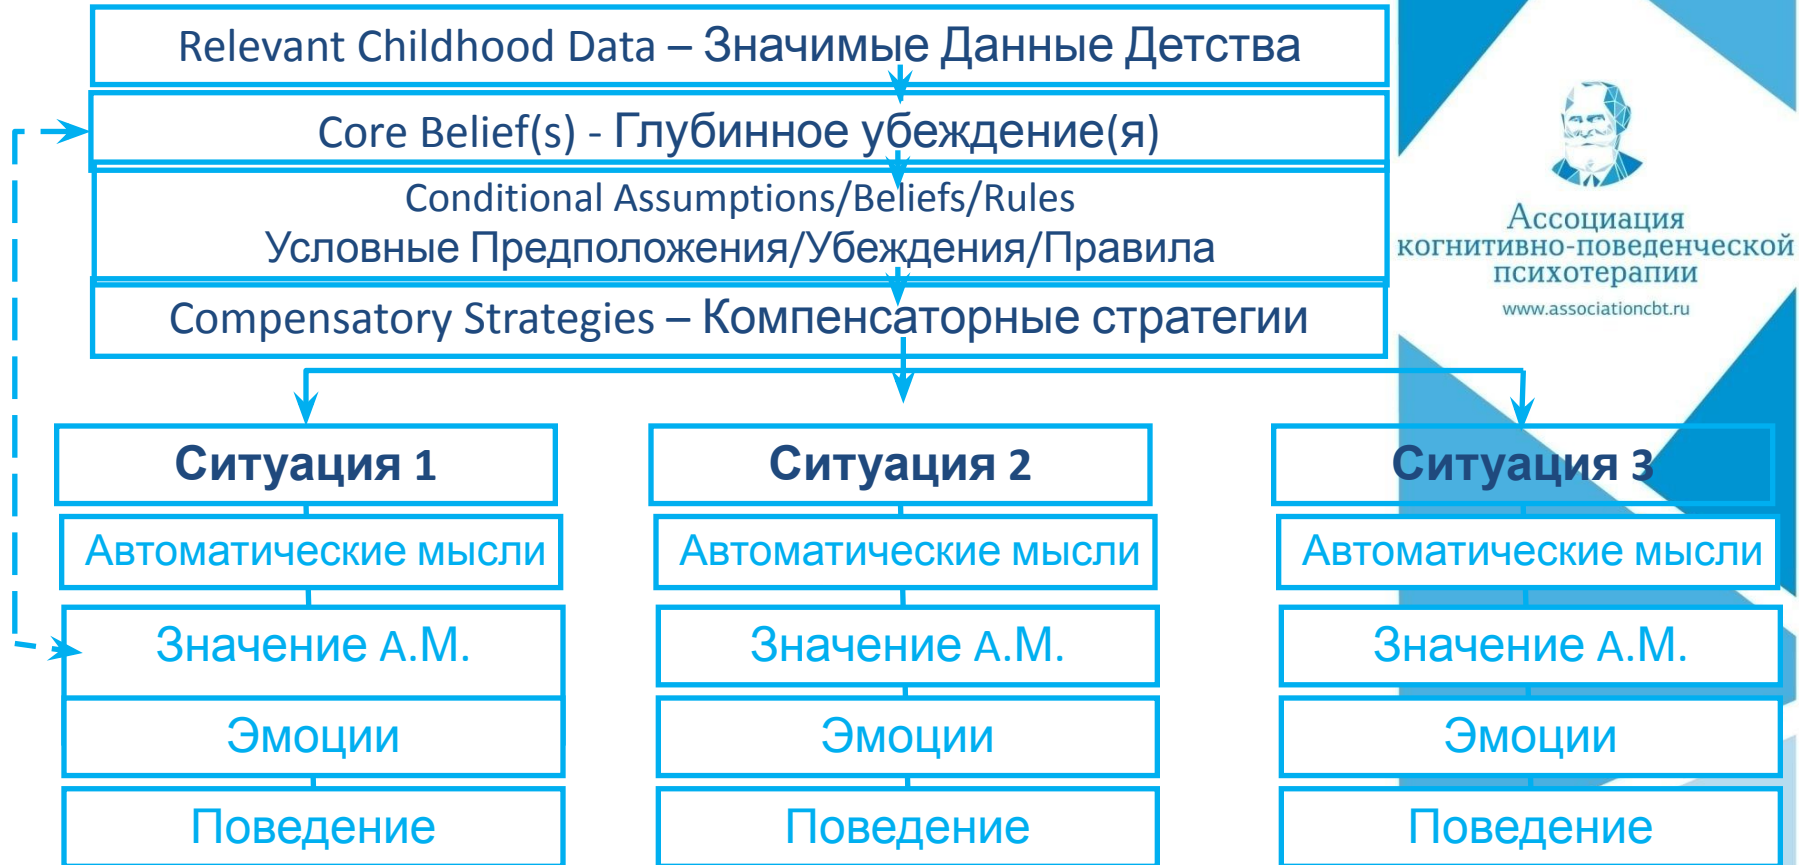 Relevant Childhood Data – Значимые Данные Детства
Core Belief(s) - Глубинное убеждение(я)
Conditional Assumptions/Beliefs/Rules
Условные Предположения/Убеждения/Правила
Compensatory Strategies – Компенсаторные стратегии
Ассоциация
когнитивно-поведенческой
психотерапии
www.associationcbt.ru
Ситуация 1
Автоматические мысли
Значение А.М.
Эмоции
Поведение
Ситуация 2
Автоматические мысли
Значение А.М.
Эмоции
Поведение
Ситуация 3
Автоматические мысли
Значение А.М.
Эмоции
Поведение